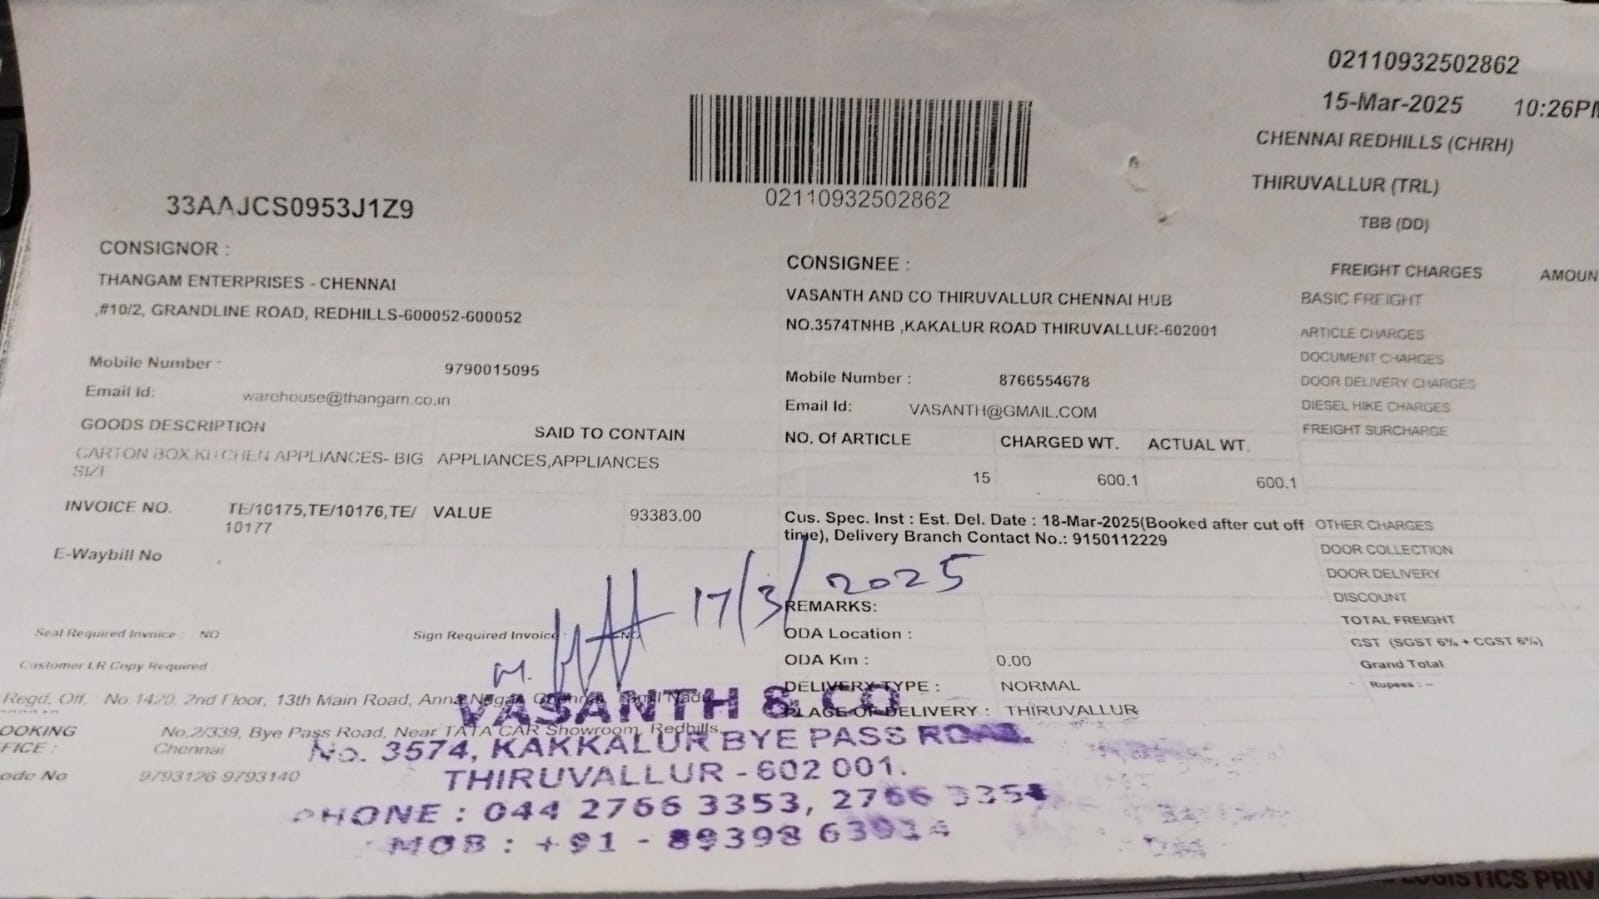 02110932502862
15-Mar-2025 10:26PM
CHENNAI REDHILLS (CHRH)
THIRUVALLUR (TRL)
TBB (DD)
02110932502862
33AAJCS0953J1Z9
CONSIGNOR :
THANGAM ENTERPRISES - CHENNAI
,#10/2, GRANDLINE ROAD, REDHILLS-600052-600052
Mobile Number : 9790015095
Email Id: warehouse@thangam.co.in
CONSIGNEE :
VASANTH AND CO THIRUVALLUR CHENNAI HUB
NO.3574TNHB ,KAKALUR ROAD THIRUVALLUR-602001
Mobile Number : 8766554678
Email Id: VASANTH@GMAIL.COM
FREIGHT CHARGES AMOUN
BASIC FREIGHT
ARTICLE CHARGES
DOCUMENT CHARGES
DOOR DELIVERY CHARGES
DIESEL HIKE CHARGES
FREIGHT SURCHARGE
GOODS DESCRIPTION SAID TO CONTAIN
CARTON BOX,KITCHEN APPLIANCES- BIG APPLIANCES,APPLIANCES
SIZE
NO. Of ARTICLE CHARGED WT. ACTUAL WT.
15 600.1 600.1
INVOICE NO. TE/10175,TE/10176,TE/ VALUE 93383.00
10177
E-Waybill No
Cus. Spec. Inst : Est. Del. Date : 18-Mar-2025(Booked after cut off
time), Delivery Branch Contact No.: 9150112229
OTHER CHARGES
DOOR COLLECTION
DOOR DELIVERY
DISCOUNT
TOTAL FREIGHT
GST (SGST 6% + CGST 6%)
Grand Total
Rupees : --
17/3/2025
REMARKS:
ODA Location :
ODA Km : 0.00
DELIVERY TYPE : NORMAL
PLACE OF DELIVERY : THIRUVALLUR
Seal Required Invoice : NO Sign Required Invoice : NO
Customer LR Copy Required
Regd. Off. No.1420, 2nd Floor, 13th Main Road, Anna Nagar, Chennai, Tamil Nadu
OOKING No.2/339, Bye Pass Road, Near TATA CAR Showroom, Redhills,
FICE : Chennai
ode No 9793126-9793140
VASANTH & CO
No. 3574, KAKKALUR BYE PASS ROAD.
THIRUVALLUR - 602 001.
PHONE : 044 2766 3353, 2766 3354
MOB : +91 - 89398 63914
LOGISTICS PRIV